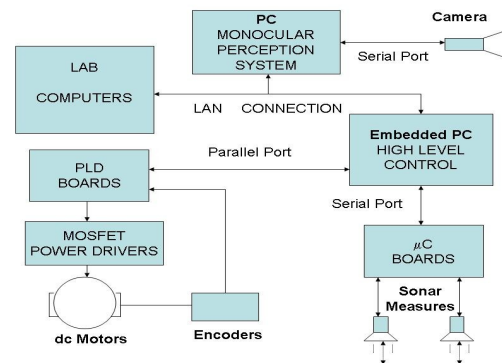 PC
MONOCULAR
PERCEPTION
SYSTEM
Camera
Serial Port
LAB
COMPUTERS
LAN CONNECTION
Embedded PC
HIGH LEVEL
CONTROL
Parallel Port
PLD
BOARDS
Serial Port
MOSFET
POWER DRIVERS
μC
BOARDS
Sonar
Measures
dc Motors
Encoders